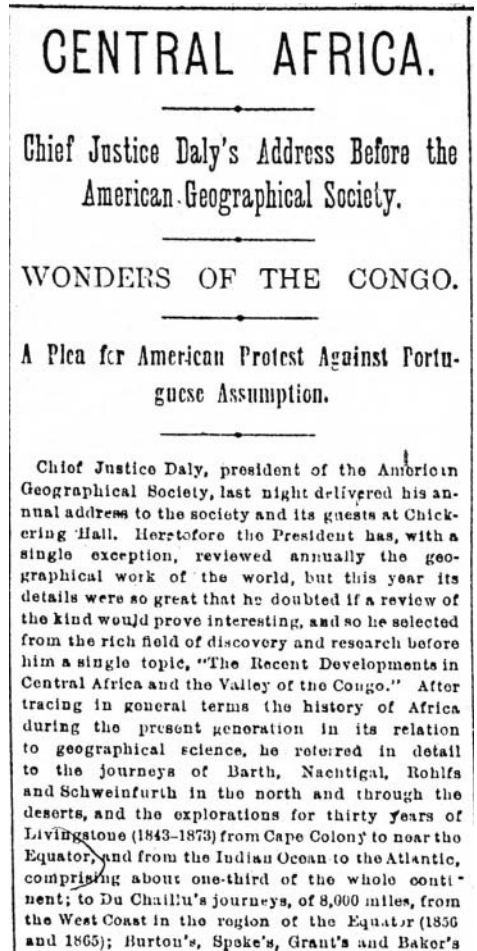 CENTRAL AFRICA.
Chief Justice Daly's Address Before the
American Geographical Society.
WONDERS OF THE CONGO.
A Plea for American Protest Against Portu-
guese Assumption.
Chief Justice Daly, president of the American
Geographical Society, last night delivered his an-
nual address to the society and its guests at Chick-
ering Hall. Heretofore the President has, with a
single exception, reviewed annually the geo-
graphical work of the world, but this year its
details were so great that he doubted if a review of
the kind would prove interesting, and so he selected
from the rich field of discovery and research before
him a single topic, "The Recent Developments in
Central Africa and the Valley of the Congo." After
tracing in general terms the history of Africa
during the present generation in its relation
to geographical science, he referred in detail
to the journeys of Barth, Nachtigal, Rohlfs
and Schweinfurth in the north and through the
deserts, and the explorations for thirty years of
Livingstone (1843-1873) from Cape Colony to near the
Equator, and from the Indian Ocean to the Atlantic,
comprising about one-third of the whole conti-
nent; to Du Chaillu's journeys, of 8,000 miles, from
the West Coast in the region of the Equator (1856
and 1865); Burton's, Speke's, Grant's and Baker's